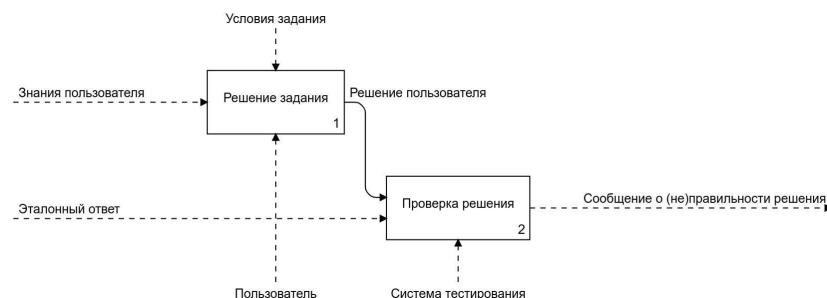 Условия задания
Знания пользователя
Решение задания
1
Решение пользователя
Эталонный ответ
Проверка решения
2
Сообщение о (не)правильности решения
Пользователь
Система тестирования